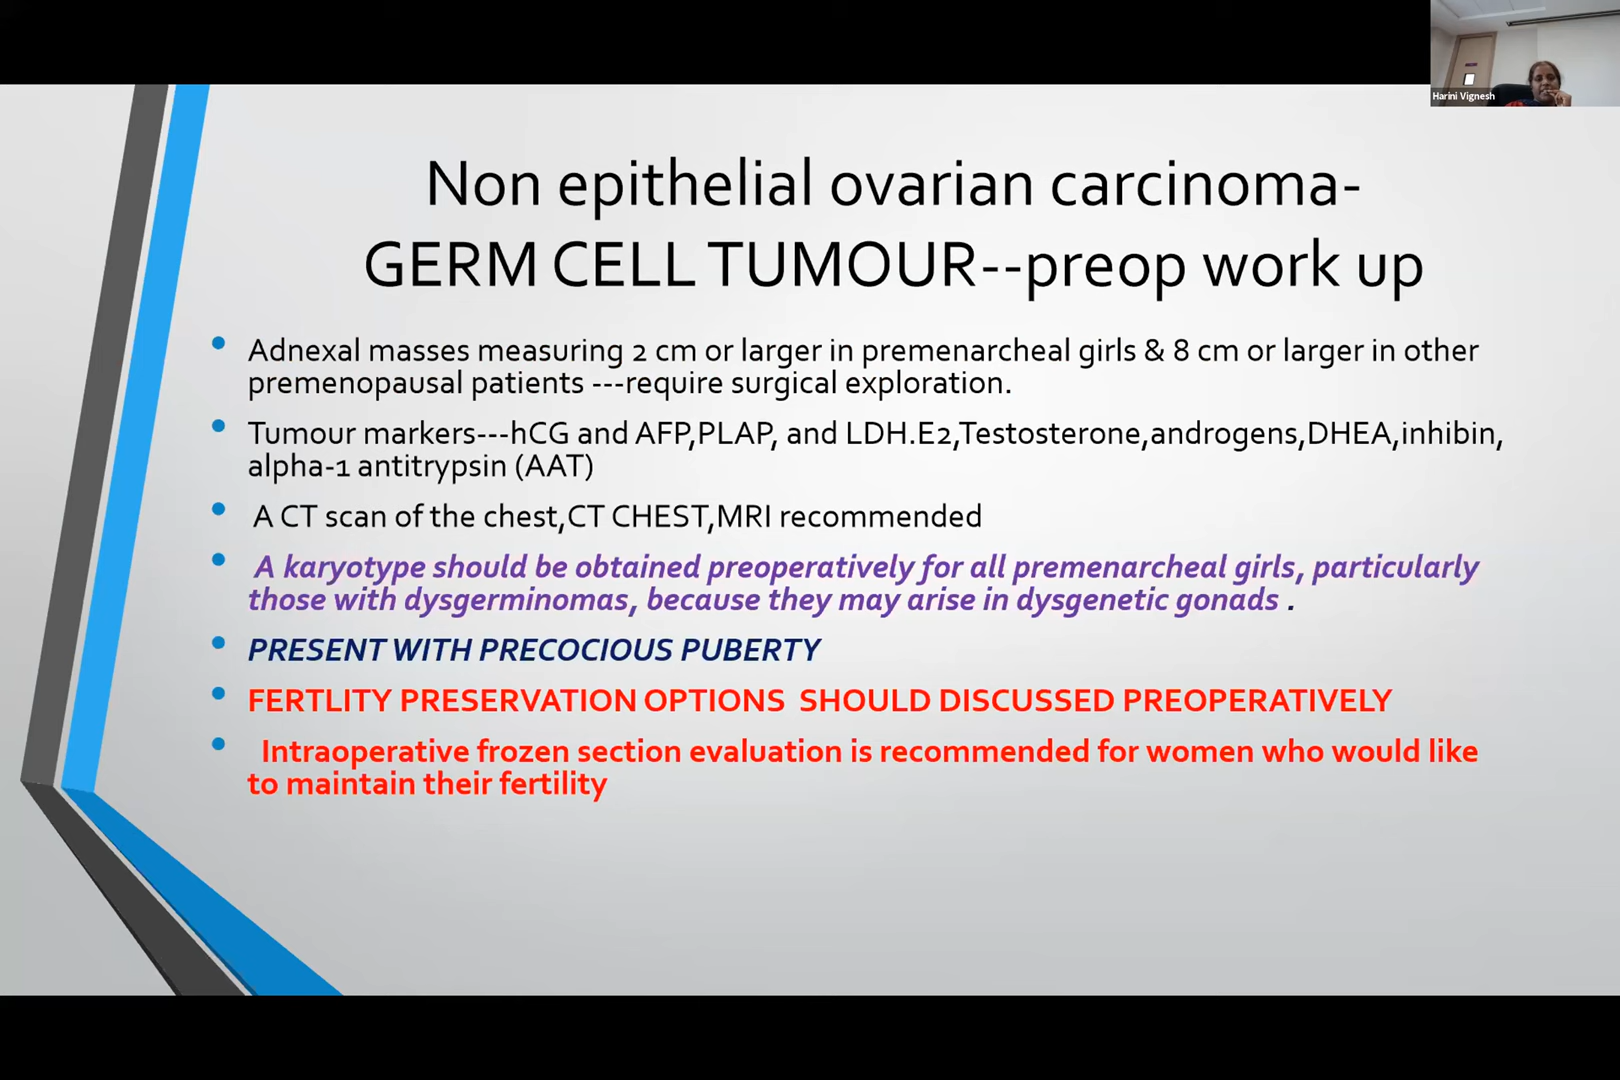 Harini Vignesh
Non epithelial ovarian carcinoma-
GERM CELL TUMOUR--preop work up
• Adnexal masses measuring 2 cm or larger in premenarcheal girls & 8 cm or larger in other
premenopausal patients ---require surgical exploration.
• Tumour markers---hCG and AFP,PLAP, and LDH.E2,Testosterone,androgens,DHEA,inhibin,
alpha-1 antitrypsin (AAT)
• A CT scan of the chest,CT CHEST,MRI recommended
• A karyotype should be obtained preoperatively for all premenarcheal girls, particularly
those with dysgerminomas, because they may arise in dysgenetic gonads .
• PRESENT WITH PRECOCIOUS PUBERTY
• FERTLITY PRESERVATION OPTIONS SHOULD DISCUSSED PREOPERATIVELY
• Intraoperative frozen section evaluation is recommended for women who would like
to maintain their fertility